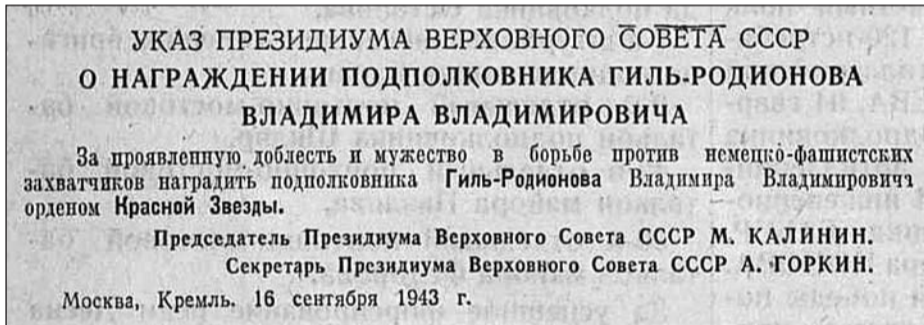 УКАЗ ПРЕЗИДИУМА ВЕРХОВНОГО СОВЕТА СССР
О НАГРАЖДЕНИИ ПОДПОЛКОВНИКА ГИЛЬ-РОДИОНОВА
ВЛАДИМИРА ВЛАДИМИРОВИЧА
За проявленную доблесть и мужество в борьбе против немецко-фашистских
захватчиков наградить подполковника Гиль-Родионова Владимира Владимировича
орденом Красной Звезды.
Председатель Президиума Верховного Совета СССР М. КАЛИНИН.
Секретарь Президиума Верховного Совета СССР А. ГОРКИН.
Москва, Кремль. 16 сентября 1943 г.